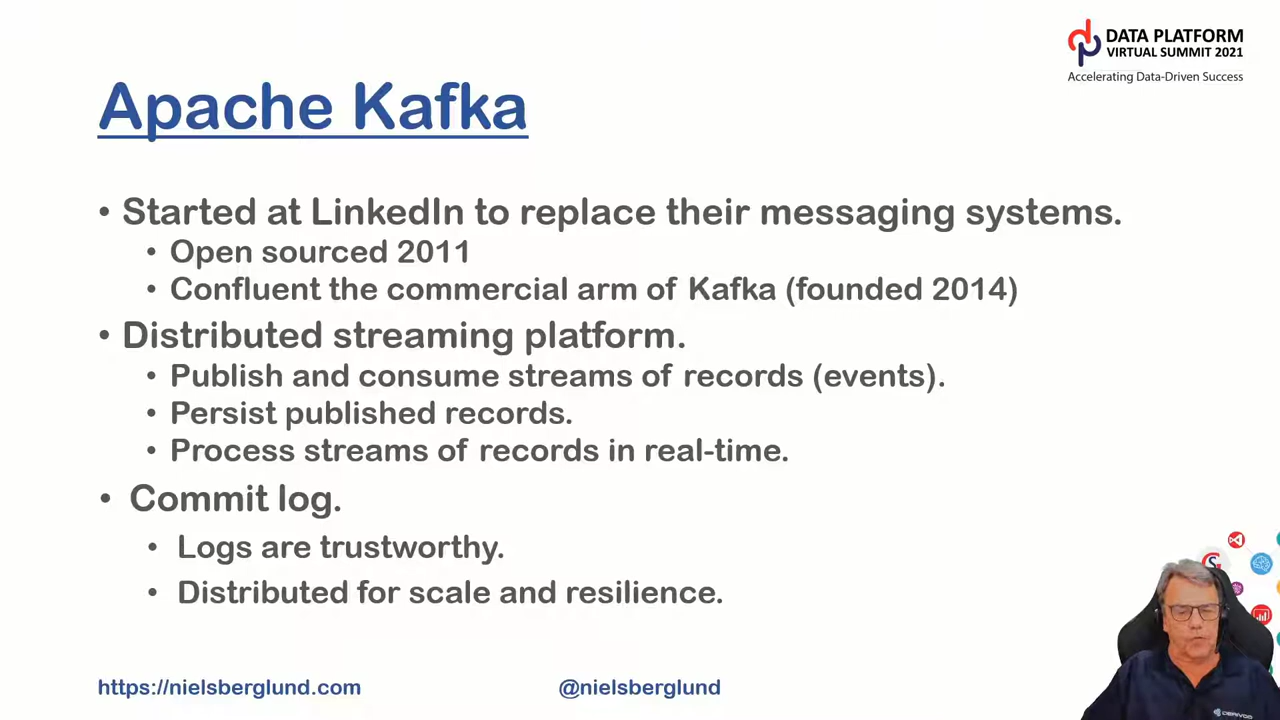 DATA PLATFORM
VIRTUAL SUMMIT 2021
Accelerating Data-Driven Success
Apache Kafka
• Started at LinkedIn to replace their messaging systems.
• Open sourced 2011
• Confluent the commercial arm of Kafka (founded 2014)
• Distributed streaming platform.
• Publish and consume streams of records (events).
• Persist published records.
• Process streams of records in real-time.
• Commit log.
• Logs are trustworthy.
• Distributed for scale and resilience.
https://nielsberglund.com
@nielsberglund